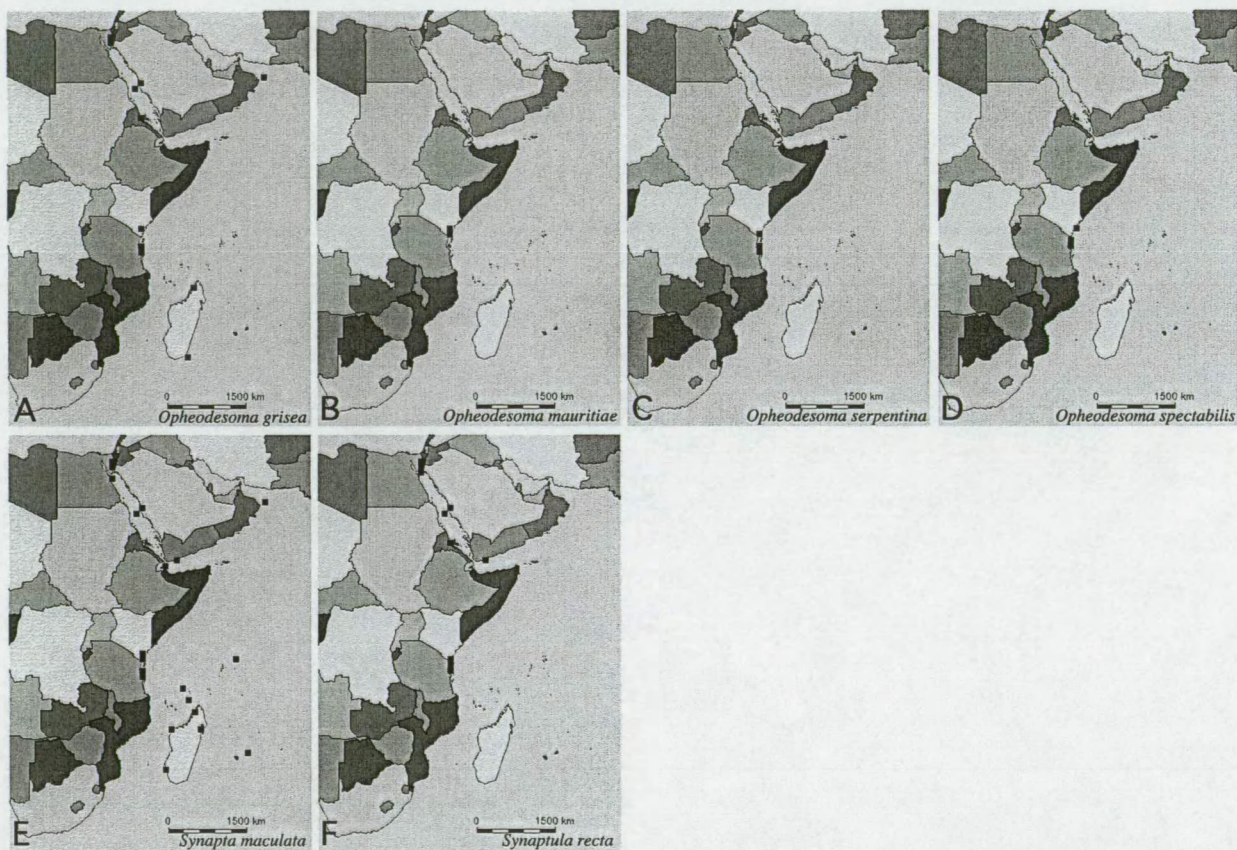 A
0 1500 km
Opheodesoma grisea
B
0 1500 km
Opheodesoma mauritiae
C
0 1500 km
Opheodesoma serpentina
D
0 1500 km
Opheodesoma spectabilis
E
0 1500 km
Synapta maculata
F
0 1500 km
Synaptula recta